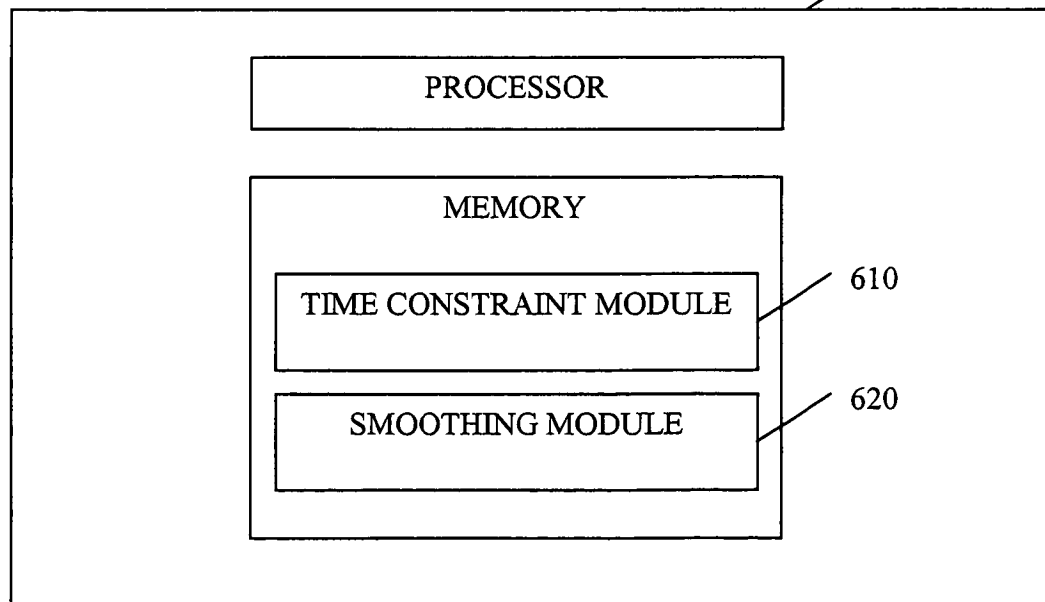 PROCESSOR
MEMORY
TIME CONSTRAINT MODULE
610
SMOOTHING MODULE
620